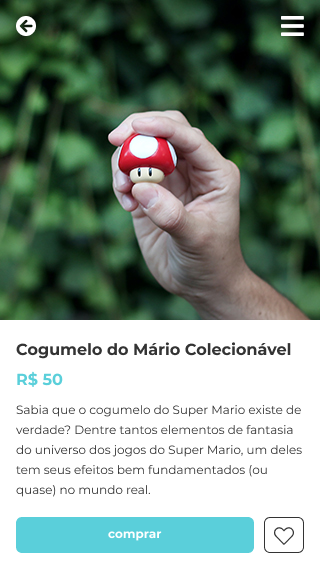 Cogumelo do Mário Colecionável
R$ 50
Sabia que o cogumelo do Super Mario existe de
verdade? Dentre tantos elementos de fantasia
do universo dos jogos do Super Mario, um deles
tem seus efeitos bem fundamentados (ou
quase) no mundo real.
comprar